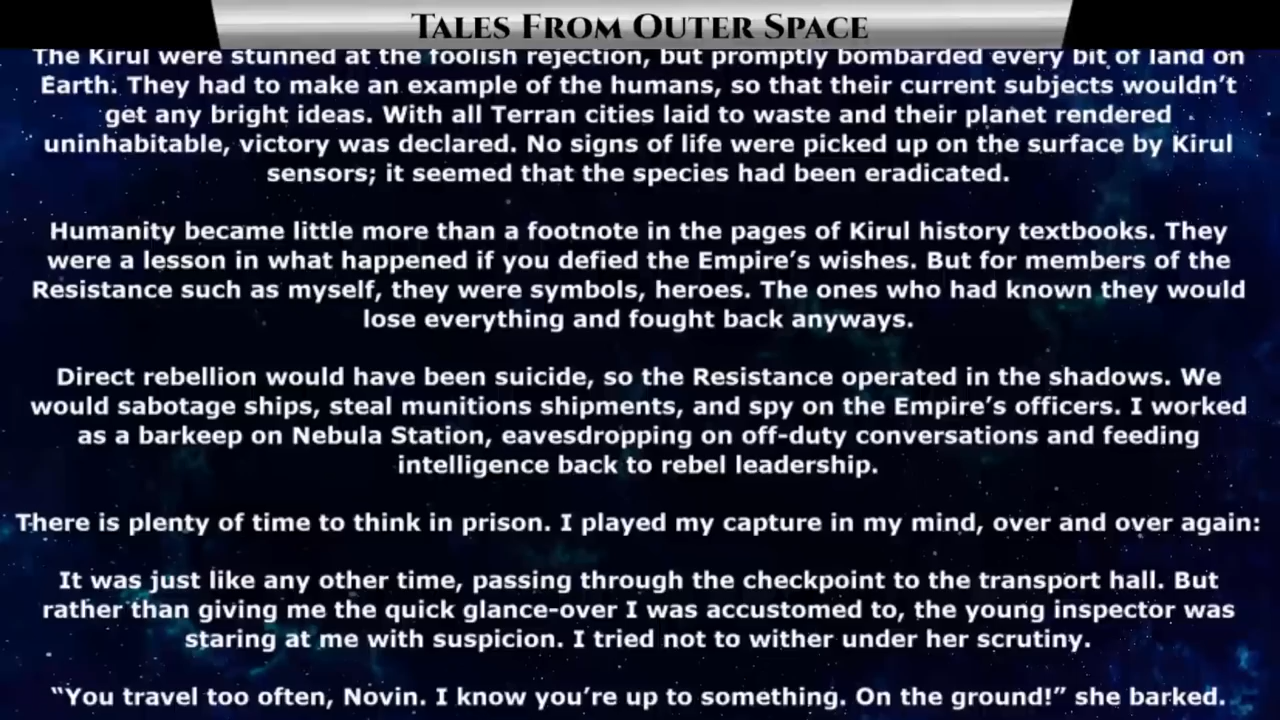 Tales From Outer Space
The Kirul were stunned at the foolish rejection, but promptly bombarded every bit of land on
Earth. They had to make an example of the humans, so that their current subjects wouldn’t
get any bright ideas. With all Terran cities laid to waste and their planet rendered
uninhabitable, victory was declared. No signs of life were picked up on the surface by Kirul
sensors; it seemed that the species had been eradicated.
Humanity became little more than a footnote in the pages of Kirul history textbooks. They
were a lesson in what happened if you defied the Empire’s wishes. But for members of the
Resistance such as myself, they were symbols, heroes. The ones who had known they would
lose everything and fought back anyways.
Direct rebellion would have been suicide, so the Resistance operated in the shadows. We
would sabotage ships, steal munitions shipments, and spy on the Empire’s officers. I worked
as a barkeep on Nebula Station, eavesdropping on off-duty conversations and feeding
intelligence back to rebel leadership.
There is plenty of time to think in prison. I played my capture in my mind, over and over again:
It was just like any other time, passing through the checkpoint to the transport hall. But
rather than giving me the quick glance-over I was accustomed to, the young inspector was
staring at me with suspicion. I tried not to wither under her scrutiny.
“You travel too often, Novin. I know you’re up to something. On the ground!” she barked.